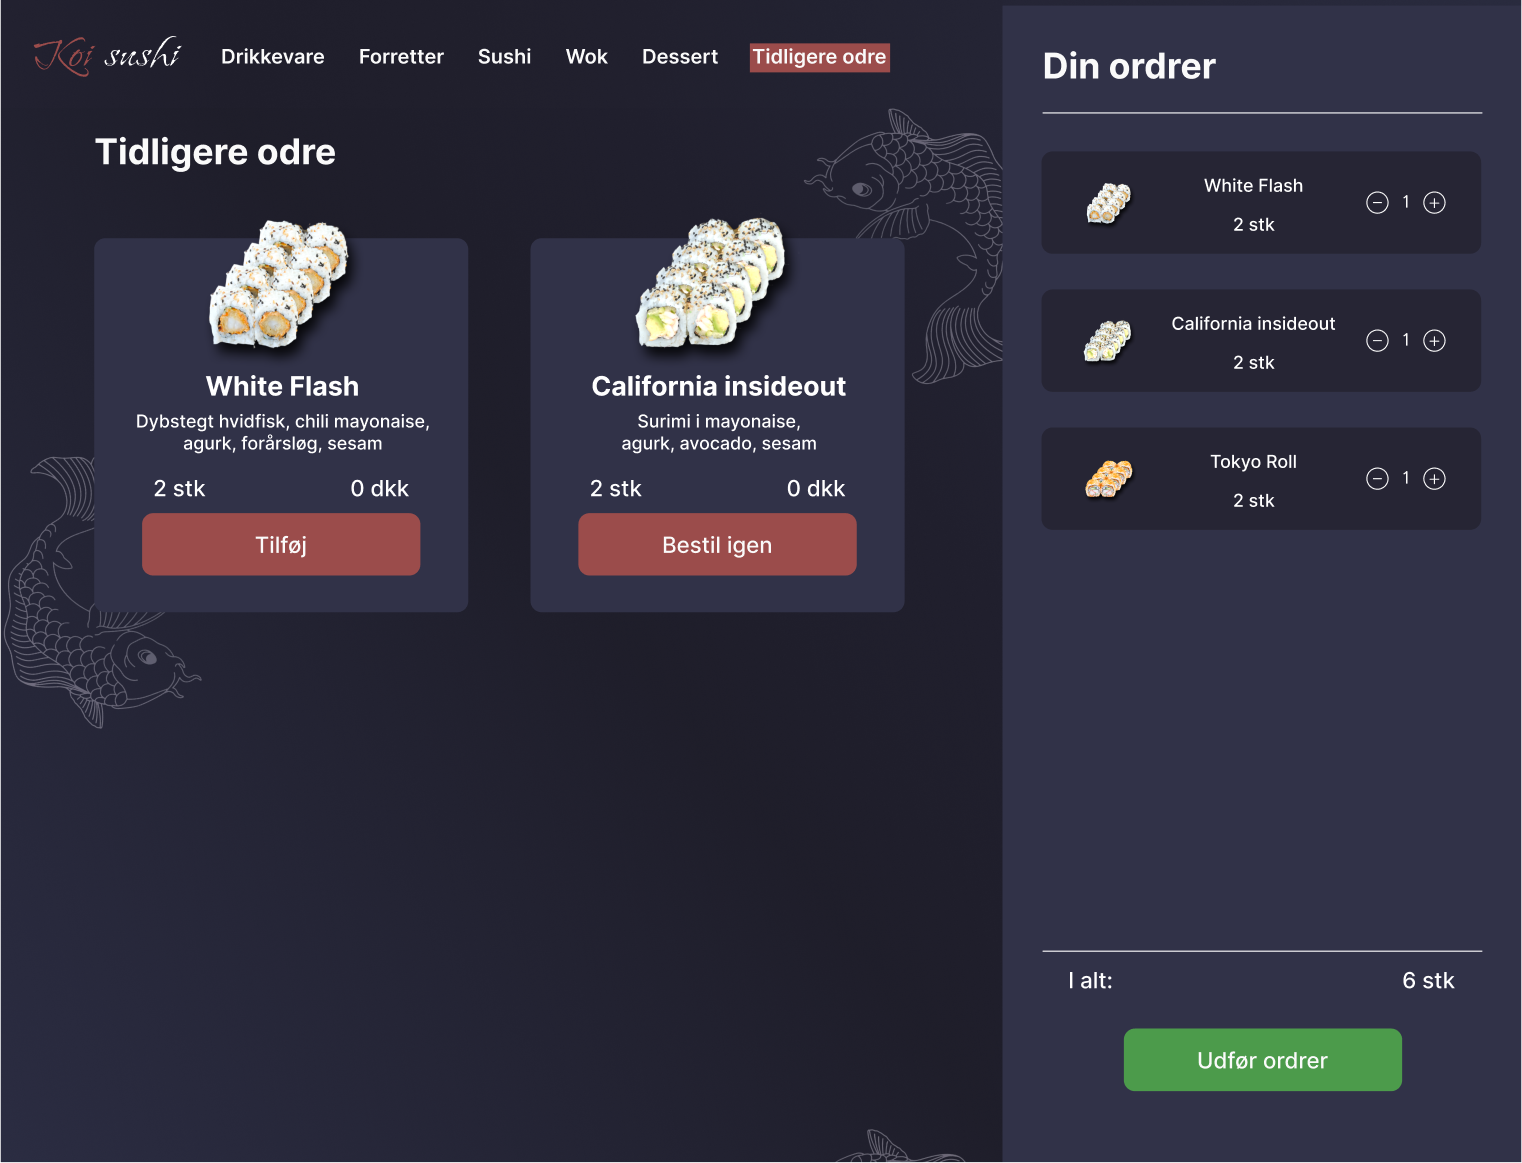 Koi sushi
Drikkevare
Forretter
Sushi
Wok
Dessert
Tidligere odre
Tidligere odre
White Flash
Dybstegt hvidfisk, chili mayonaise,
agurk, forårsløg, sesam
2 stk
0 dkk
Tilføj
California insideout
Surimi i mayonaise,
agurk, avocado, sesam
2 stk
0 dkk
Bestil igen
Din ordrer
White Flash
2 stk
1
California insideout
2 stk
1
Tokyo Roll
2 stk
1
I alt:
6 stk
Udfør ordrer